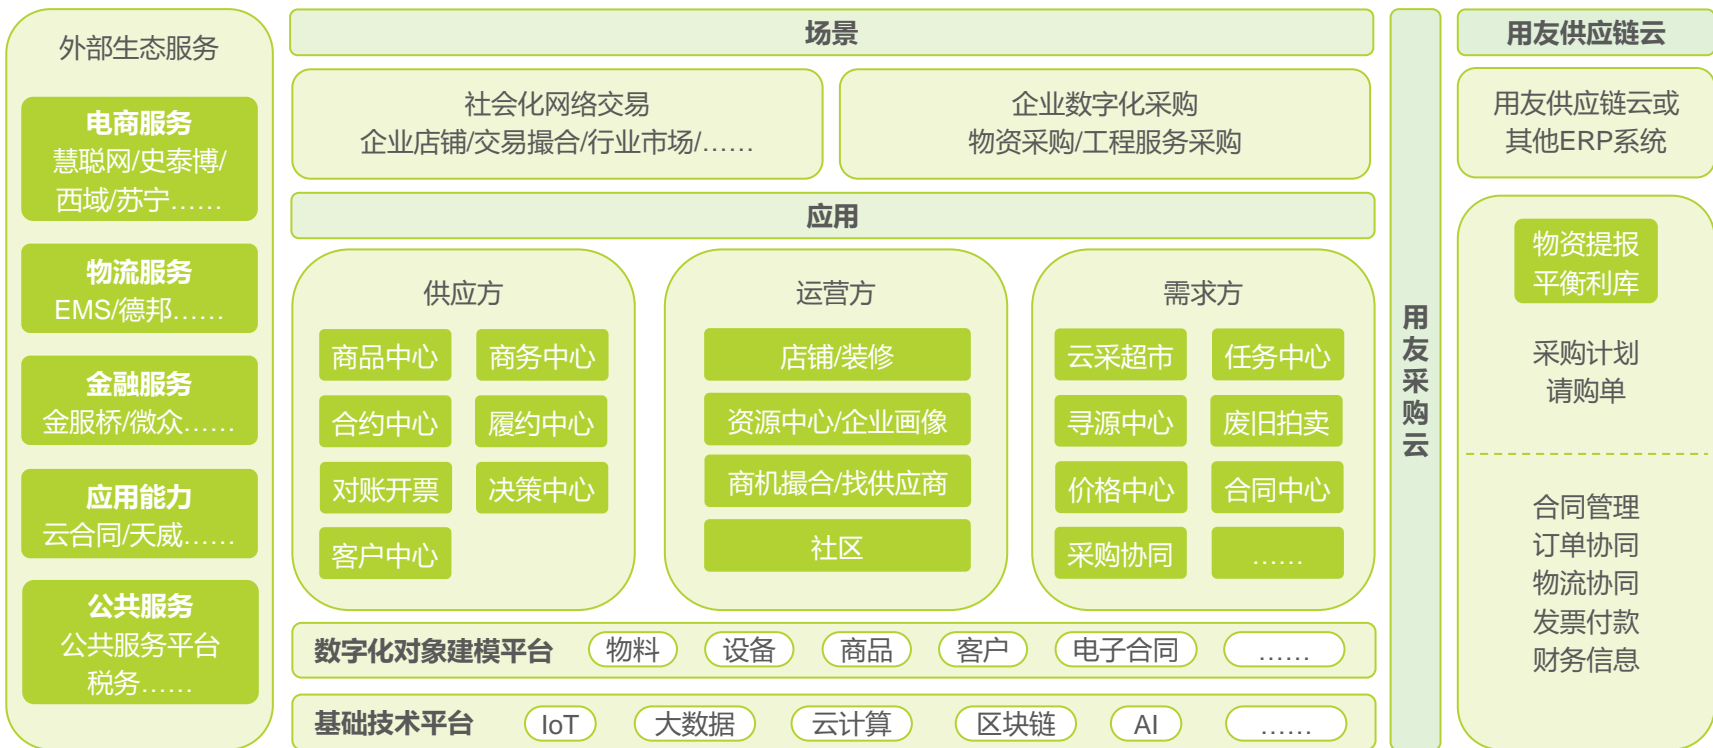 外部生态服务
电商服务
慧聪网/史泰博/
西域/苏宁……
物流服务
EMS/德邦……
金融服务
金服桥/微众……
应用能力
云合同/天威……
公共服务
公共服务平台
税务……
场景
社会化网络交易
企业店铺/交易撮合/行业市场/……
企业数字化采购
物资采购/工程服务采购
应用
供应方
商品中心
商务中心
合约中心
履约中心
对账开票
决策中心
客户中心
运营方
店铺/装修
资源中心/企业画像
商机撮合/找供应商
社区
需求方
云采超市
任务中心
寻源中心
废旧拍卖
价格中心
合同中心
采购协同
……
数字化对象建模平台
物料
设备
商品
客户
电子合同
……
基础技术平台
IoT
大数据
云计算
区块链
AI
……
用友采购云
用友供应链云
用友供应链云或
其他ERP系统
物资提报
平衡利库
采购计划
请购单
合同管理
订单协同
物流协同
发票付款
财务信息